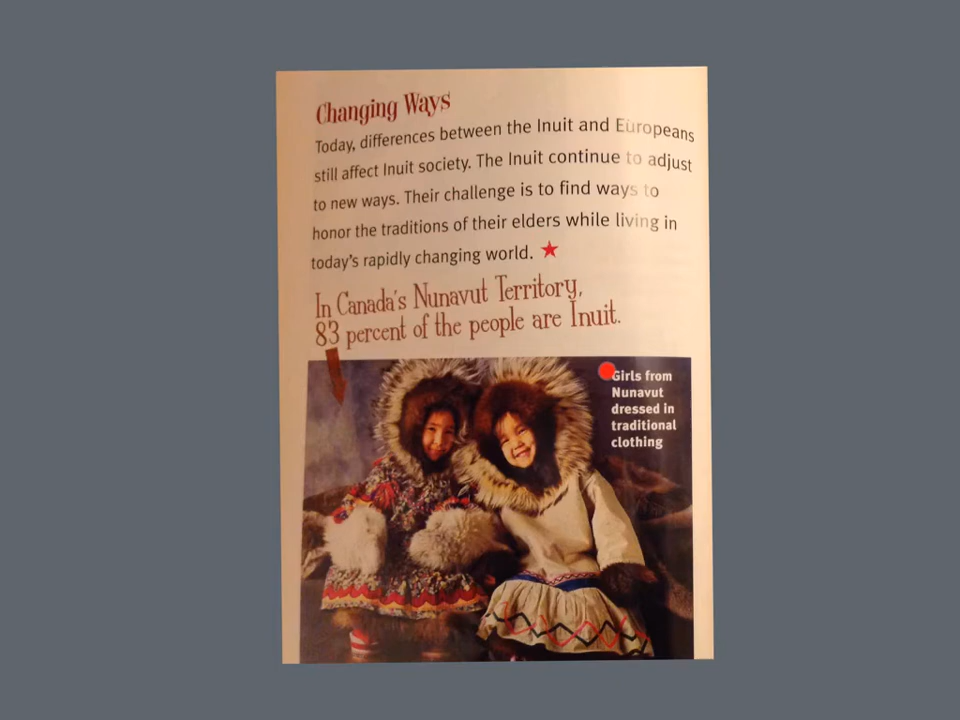 Changing Ways
Today, differences between the Inuit and Europeans
still affect Inuit society. The Inuit continue to adjust
to new ways. Their challenge is to find ways to
honor the traditions of their elders while living in
today's rapidly changing world.
In Canada's Nunavut Territory,
83 percent of the people are Inuit.
Girls from
Nunavut
dressed in
traditional
clothing